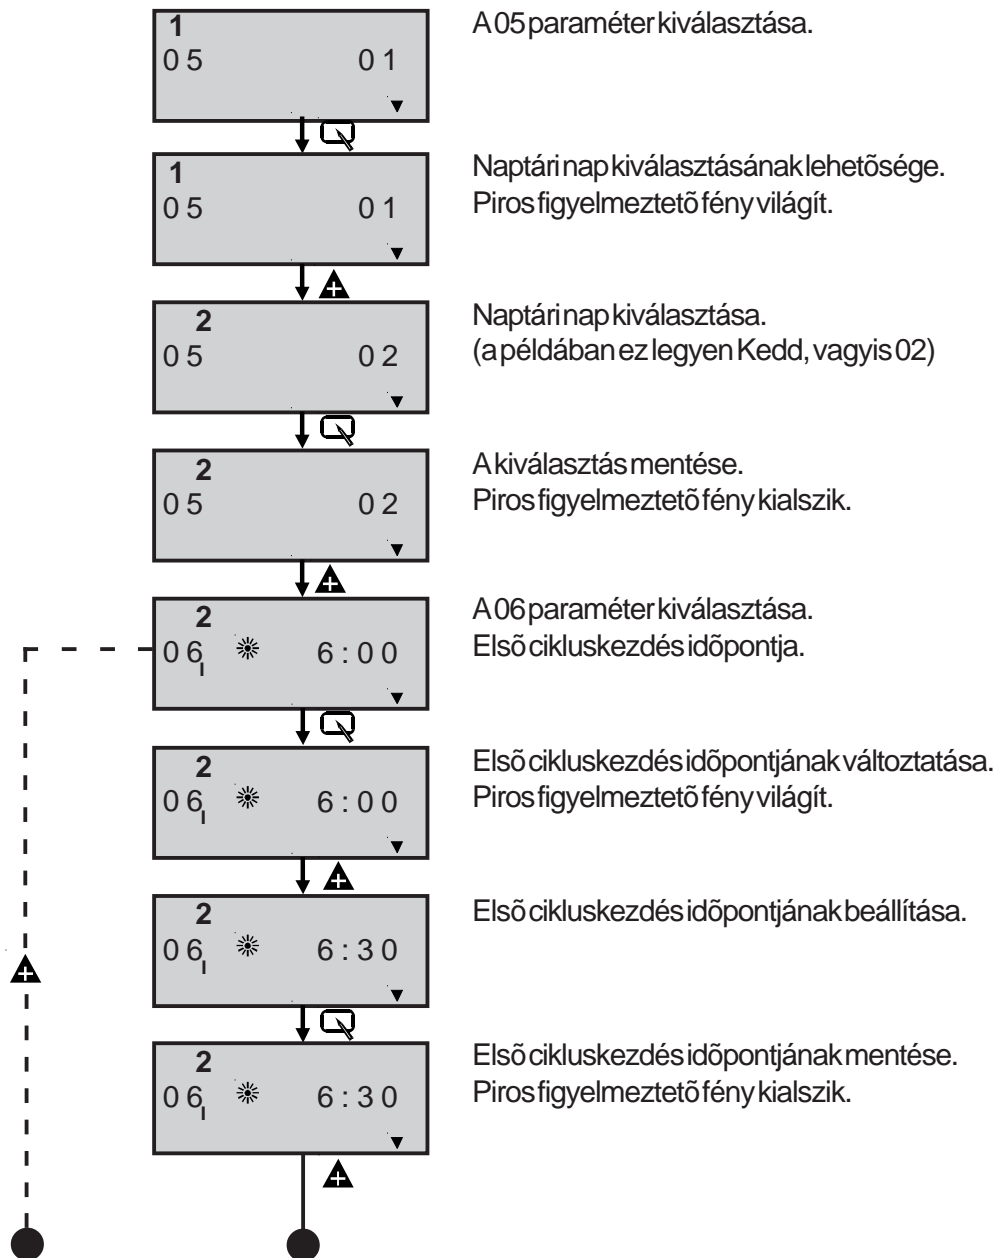 1
05 01
A 05 paraméter kiválasztása.
1
05 01
Naptári nap kiválasztásának lehetõsége.
Piros figyelmeztetõ fény világít.
+
2
05 02
Naptári nap kiválasztása.
(a példában ez legyen Kedd, vagyis 02)
2
05 02
A kiválasztás mentése.
Piros figyelmeztetõ fény kialszik.
+
2
06 I 6:00
A 06 paraméter kiválasztása.
Elsõ cikluskezdés idõpontja.
2
06 I 6:00
Elsõ cikluskezdés idõpontjának változtatása.
Piros figyelmeztetõ fény világít.
+
2
06 I 6:30
Elsõ cikluskezdés idõpontjának beállítása.
+
2
06 I 6:30
Elsõ cikluskezdés idõpontjának mentése.
Piros figyelmeztetõ fény kialszik.
+